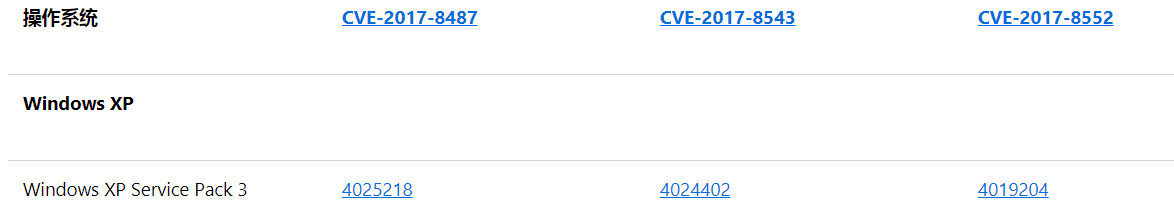 操作系统 CVE-2017-8487 CVE-2017-8543 CVE-2017-8552
Windows XP
Windows XP Service Pack 3 4025218 4024402 4019204